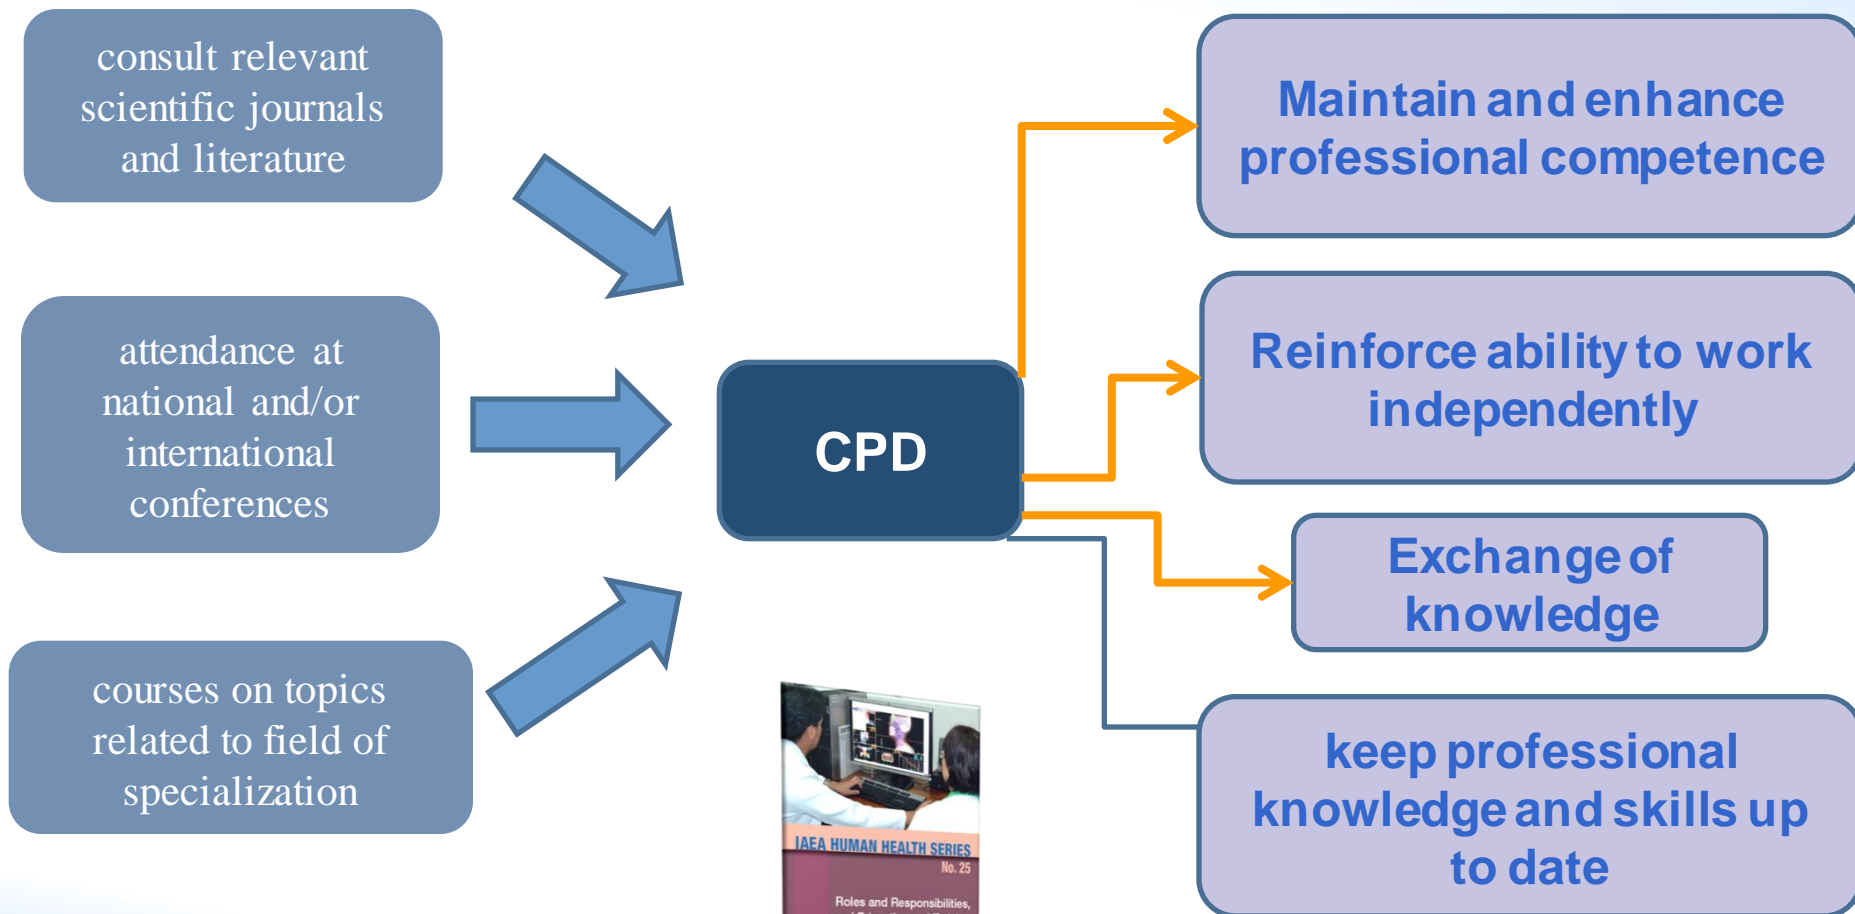 consult relevant
scientific journals
and literature
attendance at
national and/or
international
conferences
courses on topics
related to field of
specialization
CPD
Maintain and enhance
professional competence
Reinforce ability to work
independently
Exchange of
knowledge
keep professional
knowledge and skills up
to date
IAEA HUMAN HEALTH SERIES
No. 25
Roles and Responsibilities,